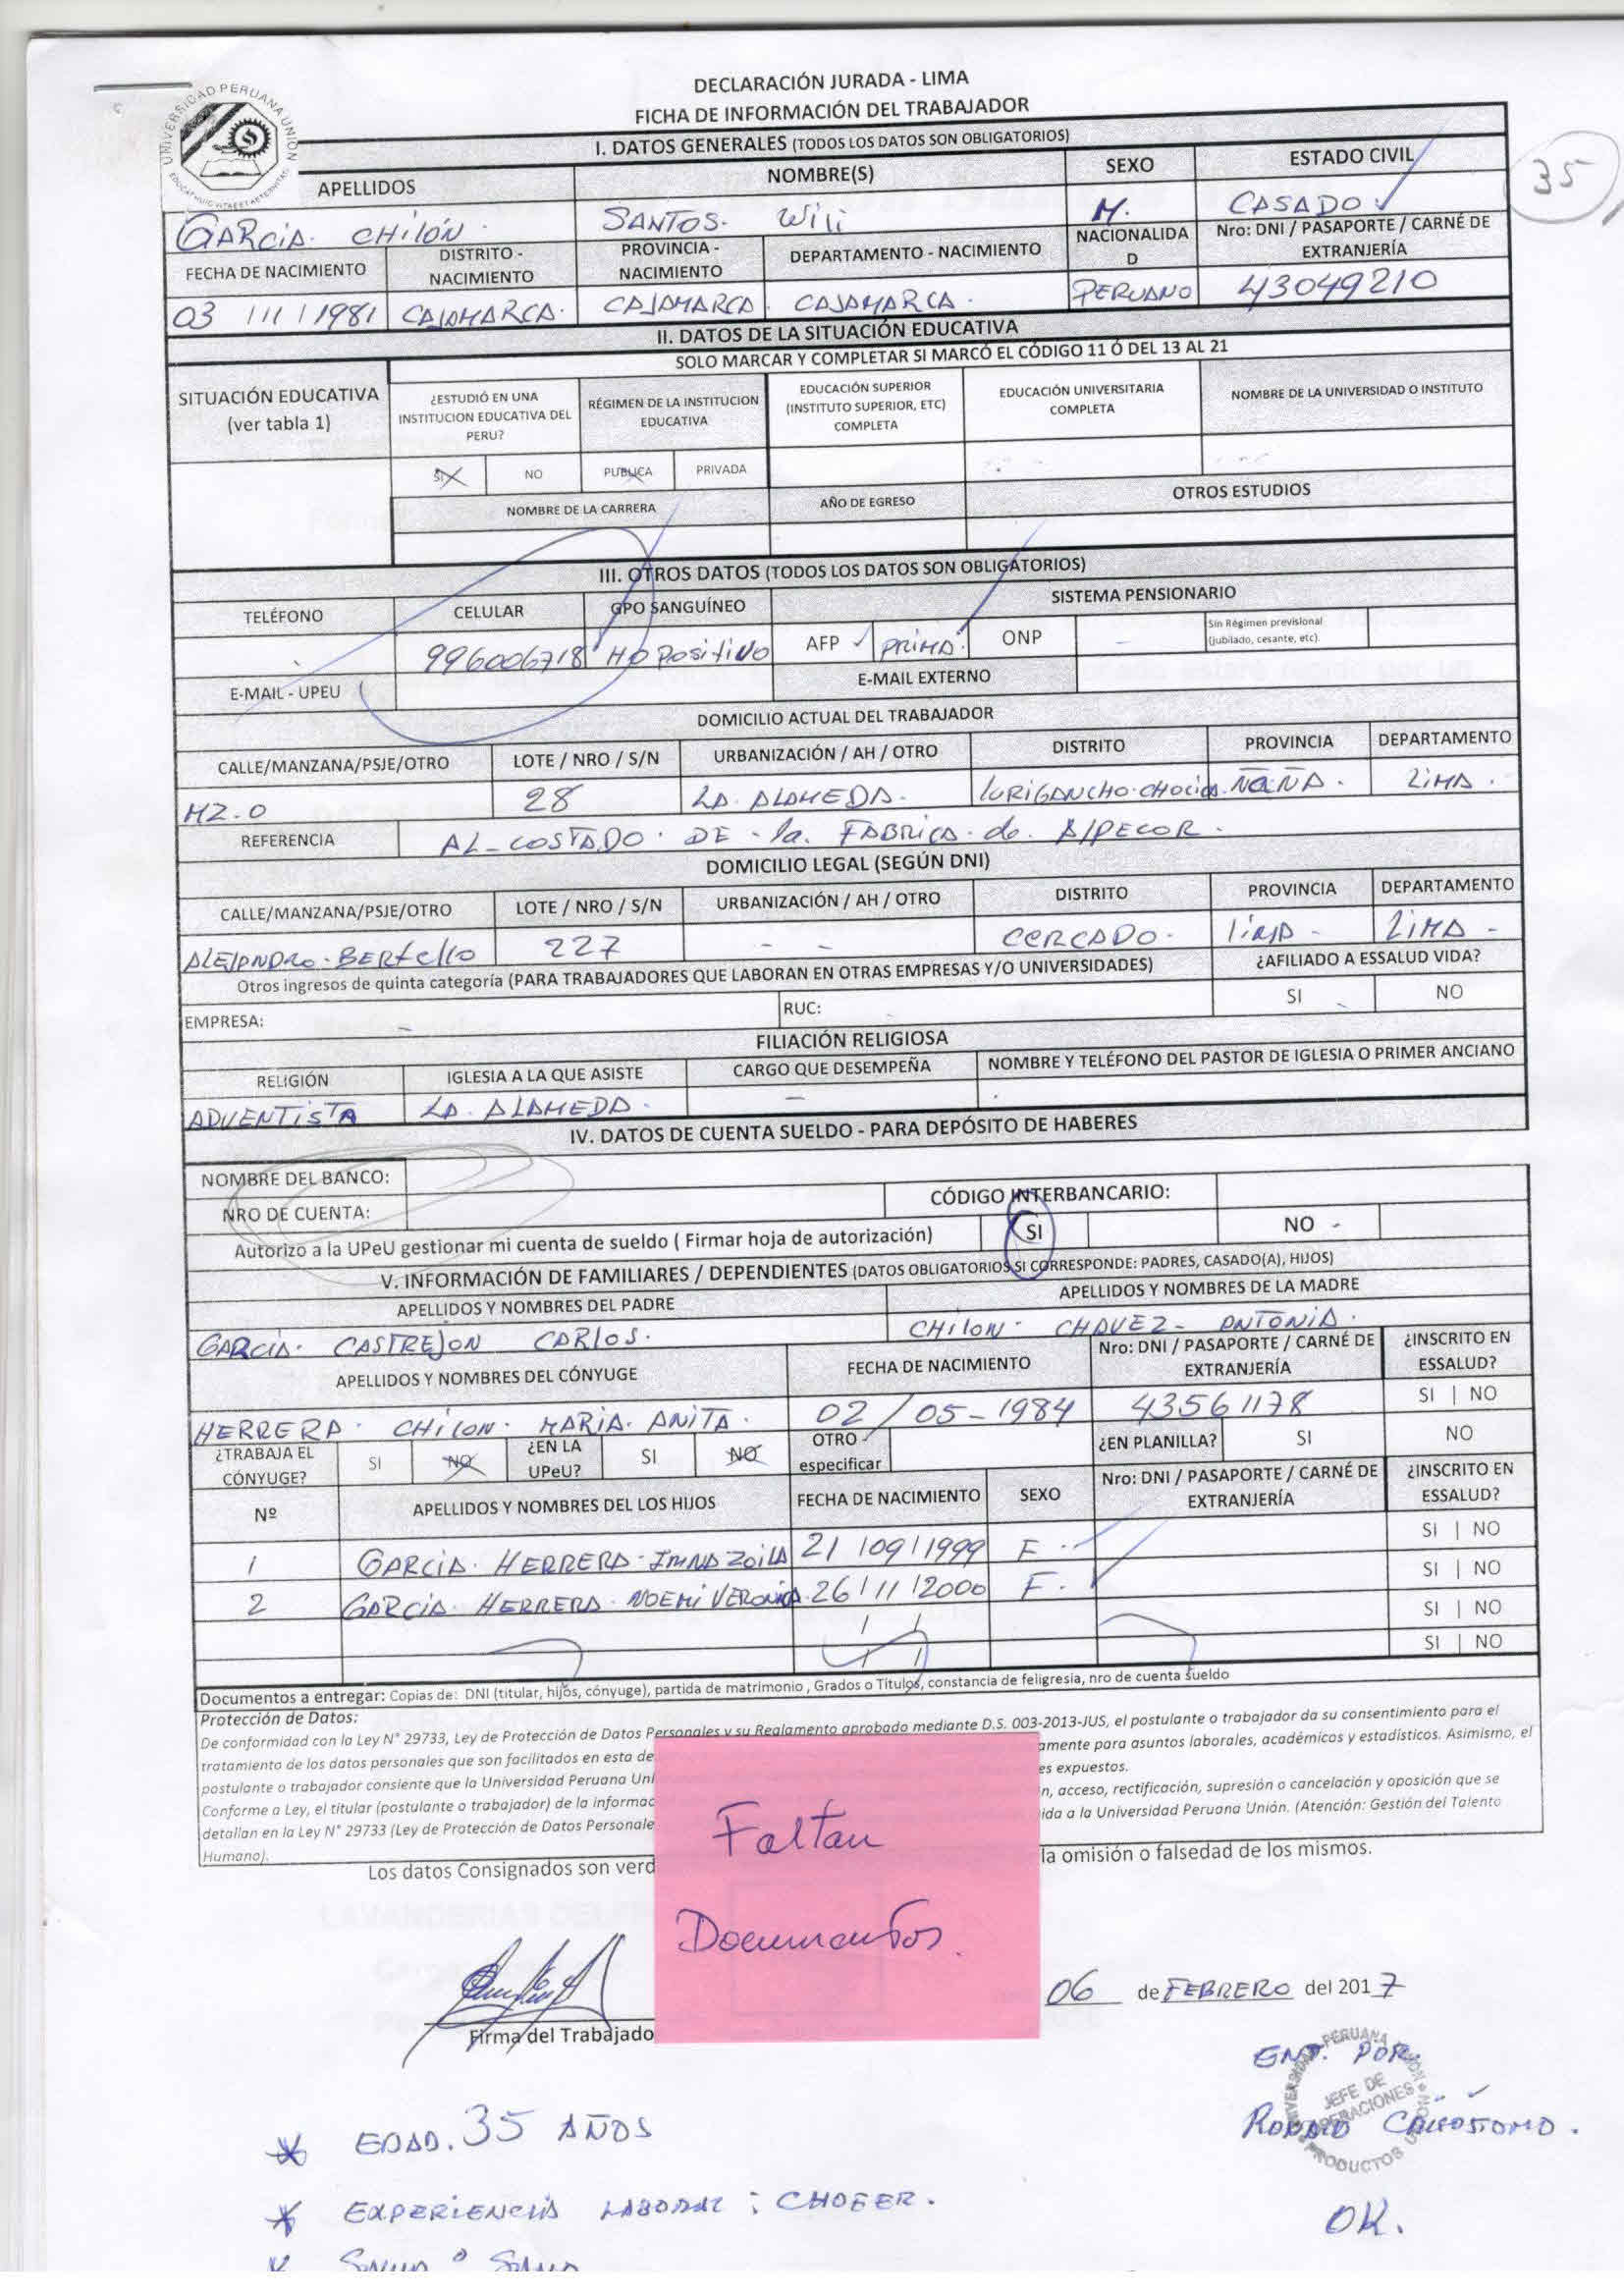 DECLARACIÓN JURADA - LIMA
FICHA DE INFORMACIÓN DEL TRABAJADOR
UNIVERSIDAD PERUANA UNION
I. DATOS GENERALES (TODOS LOS DATOS SON OBLIGATORIOS)
35
APELLIDOS NOMBRE(S) SEXO ESTADO CIVIL
GARCIA. CHILÓN. SANTOS. Wili M. CASADO
FECHA DE NACIMIENTO DISTRITO - NACIMIENTO PROVINCIA - NACIMIENTO DEPARTAMENTO - NACIMIENTO NACIONALIDAD Nro: DNI / PASAPORTE / CARNÉ DE EXTRANJERÍA
03 / 11 / 1981 CAJAMARCA. CAJAMARCA. CAJAMARCA. PERUANO 43049210
II. DATOS DE LA SITUACIÓN EDUCATIVA
SOLO MARCAR Y COMPLETAR SI MARCÓ EL CÓDIGO 11 Ó DEL 13 AL 21
SITUACIÓN EDUCATIVA (ver tabla 1) ¿ESTUDIÓ EN UNA INSTITUCION EDUCATIVA DEL PERU? RÉGIMEN DE LA INSTITUCION EDUCATIVA EDUCACIÓN SUPERIOR (INSTITUTO SUPERIOR, ETC) COMPLETA EDUCACIÓN UNIVERSITARIA COMPLETA NOMBRE DE LA UNIVERSIDAD O INSTITUTO
SI NO PUBLICA PRIVADA
NOMBRE DE LA CARRERA AÑO DE EGRESO OTROS ESTUDIOS
III. OTROS DATOS (TODOS LOS DATOS SON OBLIGATORIOS)
TELÉFONO CELULAR GPO SANGUÍNEO SISTEMA PENSIONARIO
996006718 HO Positivo AFP PRIMA. ONP - Sin Régimen previsional (jubilado, cesante, etc).
E-MAIL - UPEU E-MAIL EXTERNO
DOMICILIO ACTUAL DEL TRABAJADOR
CALLE/MANZANA/PSJE/OTRO LOTE / NRO / S/N URBANIZACIÓN / AH / OTRO DISTRITO PROVINCIA DEPARTAMENTO
MZ. O 28 LA. ALAMEDA. LURIGANCHO. ÑAÑA. LIMA.
REFERENCIA AL-COSTADO. DE - la. FABRICA. de.
DOMICILIO LEGAL (SEGÚN DNI)
CALLE/MANZANA/PSJE/OTRO LOTE / NRO / S/N URBANIZACIÓN / AH / OTRO DISTRITO PROVINCIA DEPARTAMENTO
ALEJANDRO. BERtello 227 - - CERCADO. LIMA - LIMA -
Otros ingresos de quinta categoría (PARA TRABAJADORES QUE LABORAN EN OTRAS EMPRESAS Y/O UNIVERSIDADES) ¿AFILIADO A ESSALUD VIDA?
EMPRESA: - RUC: SI NO
FILIACIÓN RELIGIOSA
RELIGIÓN IGLESIA A LA QUE ASISTE CARGO QUE DESEMPEÑA NOMBRE Y TELÉFONO DEL PASTOR DE IGLESIA O PRIMER ANCIANO
ADVENTISTA LA. ALAMEDA. -
IV. DATOS DE CUENTA SUELDO - PARA DEPÓSITO DE HABERES
NOMBRE DEL BANCO:
NRO DE CUENTA: CÓDIGO INTERBANCARIO:
Autorizo a la UPeU gestionar mi cuenta de sueldo ( Firmar hoja de autorización) SI NO -
V. INFORMACIÓN DE FAMILIARES / DEPENDIENTES (DATOS OBLIGATORIOS SI CORRESPONDE: PADRES, CASADO(A), HIJOS)
APELLIDOS Y NOMBRES DEL PADRE APELLIDOS Y NOMBRES DE LA MADRE
GARCIA. CASTREJON CARLOS. CHILON. CHAVEZ - ANTONIA.
APELLIDOS Y NOMBRES DEL CÓNYUGE FECHA DE NACIMIENTO Nro: DNI / PASAPORTE / CARNÉ DE EXTRANJERÍA ¿INSCRITO EN ESSALUD?
HERRERA. CHILON. MARIA. ANITA. 02 / 05 - 1984 43561178 SI | NO
¿TRABAJA EL CÓNYUGE? SI NO ¿EN LA UPeU? SI NO OTRO especificar ¿EN PLANILLA? SI NO
Nº APELLIDOS Y NOMBRES DEL LOS HIJOS FECHA DE NACIMIENTO SEXO Nro: DNI / PASAPORTE / CARNÉ DE EXTRANJERÍA ¿INSCRITO EN ESSALUD?
1 GARCIA. HERRERA. ZOILA 21 / 09 / 1999 F. SI | NO
2 GARCIA. HERRERA. NOEMI VERONICA. 26 / 11 / 2000 F. SI | NO
/ / SI | NO
/ / SI | NO
Documentos a entregar: Copias de: DNI (titular, hijos, cónyuge), partida de matrimonio , Grados o Titulos, constancia de feligresia, nro de cuenta sueldo
Protección de Datos:
De conformidad con la Ley N° 29733, Ley de Protección de Datos Personales y su Reglamento aprobado mediante D.S. 003-2013-JUS, el postulante o trabajador da su consentimiento para el
tratamiento de los datos personales que son facilitados en esta de amente para asuntos laborales, académicos y estadísticos. Asimismo, el
postulante o trabajador consiente que la Universidad Peruana Uni es expuestos.
Conforme a Ley, el titular (postulante o trabajador) de la informac n, acceso, rectificación, supresión o cancelación y oposición que se
detallan en la Ley N° 29733 (Ley de Protección de Datos Personale ida a la Universidad Peruana Unión. (Atención: Gestión del Talento
Humano).
Los datos Consignados son verd la omisión o falsedad de los mismos.
Faltan
Documentos.
06 de FEBRERO del 2017
Firma del Trabajado
ENT. POR.
UNIVERSIDAD PERUANA UNION
JEFE DE OPERACIONES
PRODUCTOS UNION
* EDAD. 35 AÑOS
* EXPERIENCIA LABORAL : CHOFER.
OK.